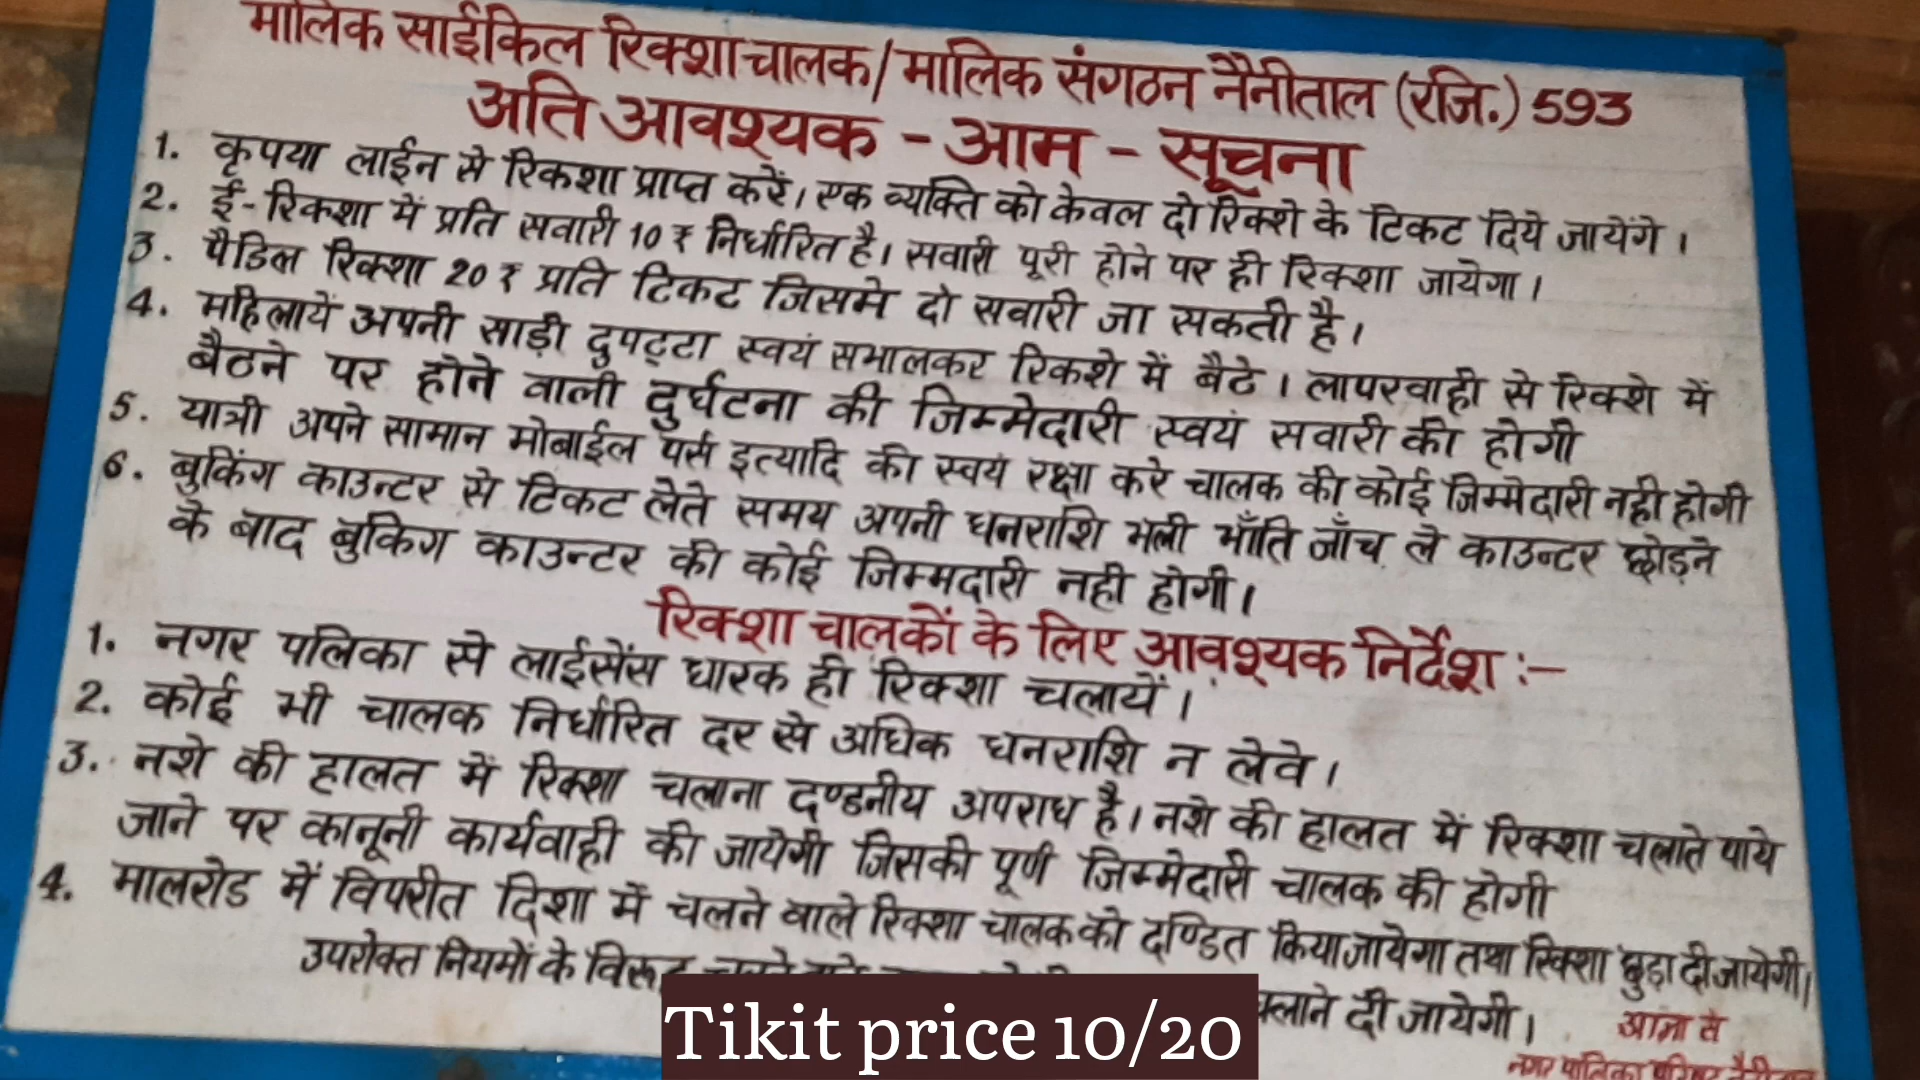 मालिक साईकिल रिक्शा चालक/मालिक संगठन नैनीताल (रजि.) 593
अति आवश्यक - आम - सूचना
1. कृपया लाईन से रिकशा प्राप्त करें। एक व्यक्ति को केवल दो रिक्शे के टिकट दिये जायेंगे।
2. ई-रिकशा में प्रति सवारी 10 ₹ निर्धारित है। सवारी पूरी होने पर ही रिक्शा जायेगा।
3. पैडिल रिक्शा 20 ₹ प्रति टिकट जिसमे दो सवारी जा सकती है।
4. महिलायें अपनी साड़ी दुपट्टा स्वयं सभालकर रिकशे में बैठे। लापरवाही से रिक्शे में
बैठने पर होने वाली दुर्घटना की जिम्मेदारी स्वयं सवारी की होगी
5. यात्री अपने सामान मोबाईल पर्स इत्यादि की स्वयं रक्षा करे चालक की कोई जिम्मेदारी नही होगी
6. बुकिंग काउन्टर से टिकट लेते समय अपनी धनराशि भली भाँति जाँच ले काउन्टर छोड़ने
के बाद बुकिग काउन्टर की कोई जिम्मदारी नही होगी।
रिक्शा चालकों के लिए आवश्यक निर्देश :-
1. नगर पलिका से लाईसेंस धारक ही रिक्शा चलायें।
2. कोई भी चालक निर्धारित दर से अधिक धनराशि न लेवे।
3. नशे की हालत में रिक्शा चलाना दण्डनीय अपराध है। नशे की हालत में रिक्शा चलाते पाये
जाने पर कानूनी कार्यवाही की जायेगी जिसकी पूर्ण जिम्मेदारी चालक की होगी
4. मालरोड में विपरीत दिशा में चलने वाले रिक्शा चालक को दण्डित किया जायेगा तथा रिक्शा छुड़ा दी जायेगी।
उपरोक्त नियमों के दी जायेगी।
आज्ञा से
Tikit price 10/20